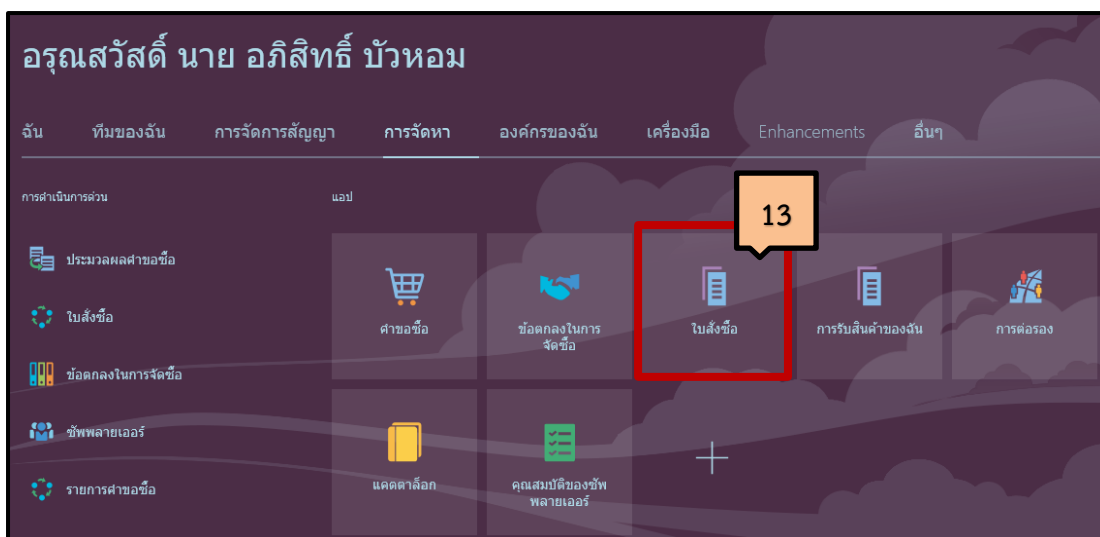 อรุณสวัสดิ์ นาย อภิสิทธิ์ บัวหอม
ฉัน ทีมของฉัน การจัดการสัญญา การจัดหา องค์กรของฉัน เครื่องมือ Enhancements อื่นๆ
การดำเนินการด่วน แอป
13
ประมวลผลคำขอซื้อ
ใบสั่งซื้อ
ข้อตกลงในการจัดซื้อ
ซัพพลายเออร์
รายการคำขอซื้อ
คำขอซื้อ
ข้อตกลงในการ
จัดซื้อ
ใบสั่งซื้อ
การรับสินค้าของฉัน
การต่อรอง
แคตตาล็อก
คุณสมบัติของซัพ
พลายเออร์